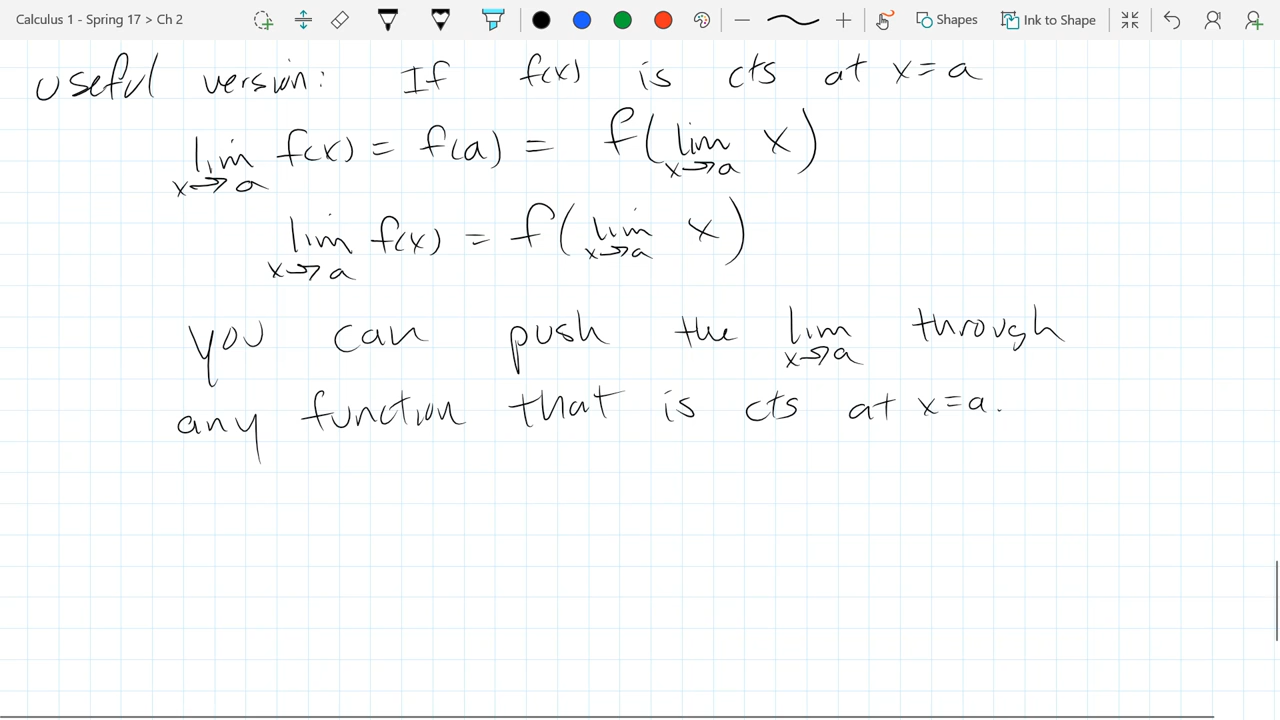 Calculus 1 - Spring 17 > Ch 2 Shapes Ink to Shape
useful version: If f(x) is cts at x=a
lim x→a f(x) = f(a) = f(lim x→a x)
lim x→a f(x) = f(lim x→a x)
you can push the lim x→a through
any function that is cts at x=a.